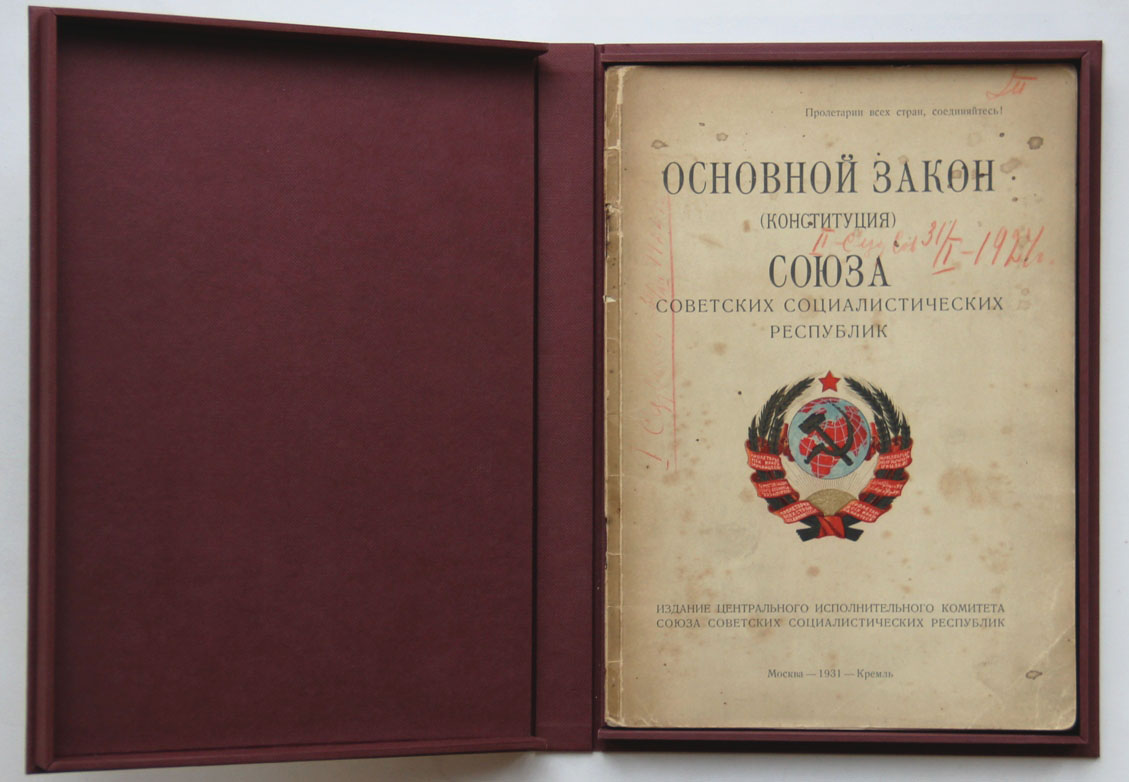 Пролетарии всех стран, соединяйтесь!
ОСНОВНОЙ ЗАКОН
(КОНСТИТУЦИЯ)
СОЮЗА
СОВЕТСКИХ СОЦИАЛИСТИЧЕСКИХ
РЕСПУБЛИК
ИЗДАНИЕ ЦЕНТРАЛЬНОГО ИСПОЛНИТЕЛЬНОГО КОМИТЕТА
СОЮЗА СОВЕТСКИХ СОЦИАЛИСТИЧЕСКИХ РЕСПУБЛИК
Москва — 1931 — Кремль